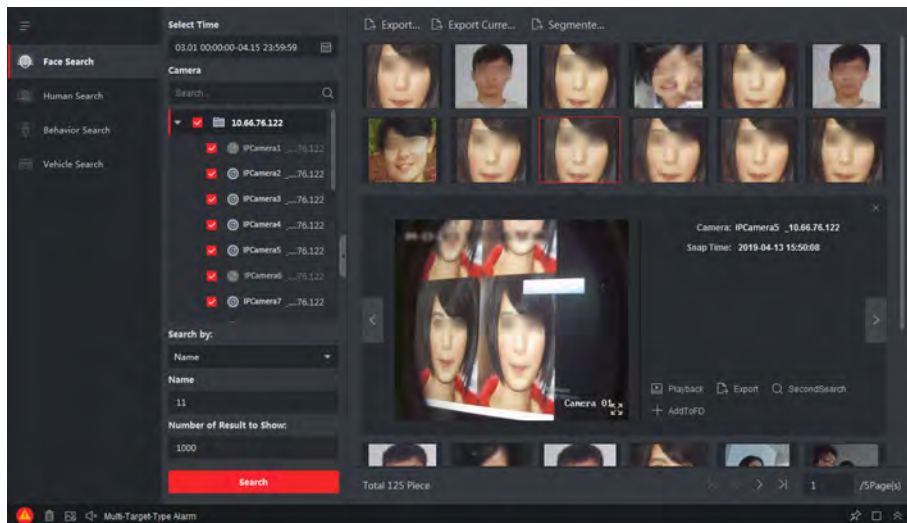 Face Search
Human Search
Behavior Search
Vehicle Search
Select Time
03.01 00:00:00-04.15 23:59:59
Camera
Search...
10.66.76.122
IPCamera1 _....76.122
IPCamera2 _....76.122
IPCamera3 _....76.122
IPCamera4 _....76.122
IPCamera5 _....76.122
IPCamera6 _....76.122
IPCamera7 _....76.122
Search by:
Name
Name
11
Number of Result to Show:
1000
Search
Export... Export Curre... Segmente...
Camera: IPCamera5 _10.66.76.122
Snap Time: 2019-04-13 15:50:08
Camera 01
Playback Export SecondSearch
AddToFD
Total 125 Piece 1 /5Page(s)
Multi-Target-Type Alarm